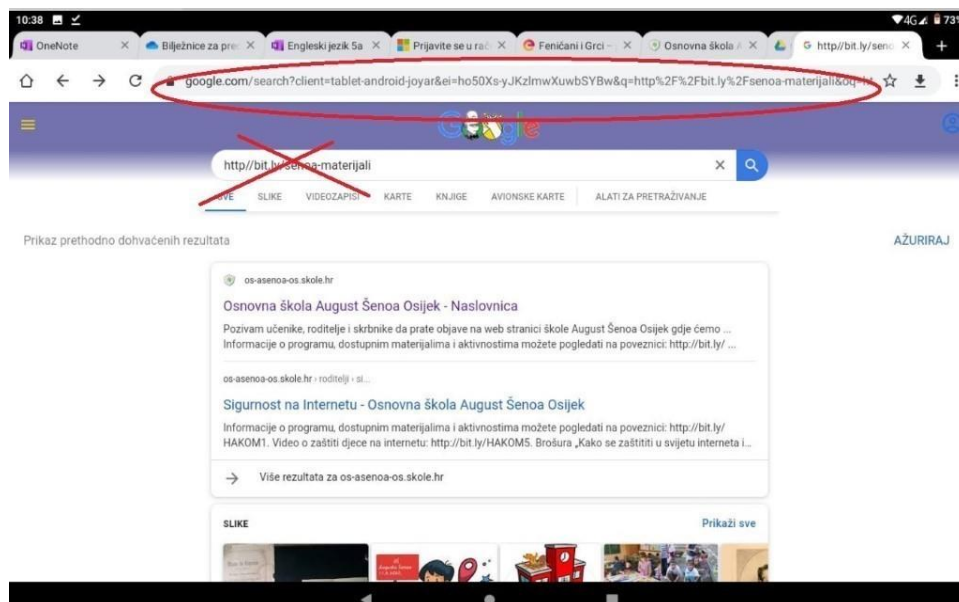 10:38 4G 73%
OneNote
Bilježnice za pre
Engleski jezik 5a
Prijavite se u rač
Feničani i Grci -
Osnovna škola A
http//bit.ly/seno
google.com/search?client=tablet-android-joyar&ei=ho50Xs-yJKzlmwXuwbSYBw&q=http%2F%2Fbit.ly%2Fsenoa-materijali&oq=ht
Google
http//bit.ly/senoa-materijali
SVE SLIKE VIDEOZAPISI KARTE KNJIGE AVIONSKE KARTE ALATI ZA PRETRAŽIVANJE
Prikaz prethodno dohvaćenih rezultata AŽURIRAJ
os-asenoa-os.skole.hr
Osnovna škola August Šenoa Osijek - Naslovnica
Pozivam učenike, roditelje i skrbnike da prate objave na web stranici škole August Šenoa Osijek gdje ćemo ...
Informacije o programu, dostupnim materijalima i aktivnostima možete pogledati na poveznici: http://bit.ly/ ...
os-asenoa-os.skole.hr › roditelji › si...
Sigurnost na Internetu - Osnovna škola August Šenoa Osijek
Informacije o programu, dostupnim materijalima i aktivnostima možete pogledati na poveznici: http://bit.ly/
HAKOM1. Video o zaštiti djece na internetu: http://bit.ly/HAKOM5. Brošura „Kako se zaštititi u svijetu interneta i...
Više rezultata za os-asenoa-os.skole.hr
SLIKE Prikaži sve